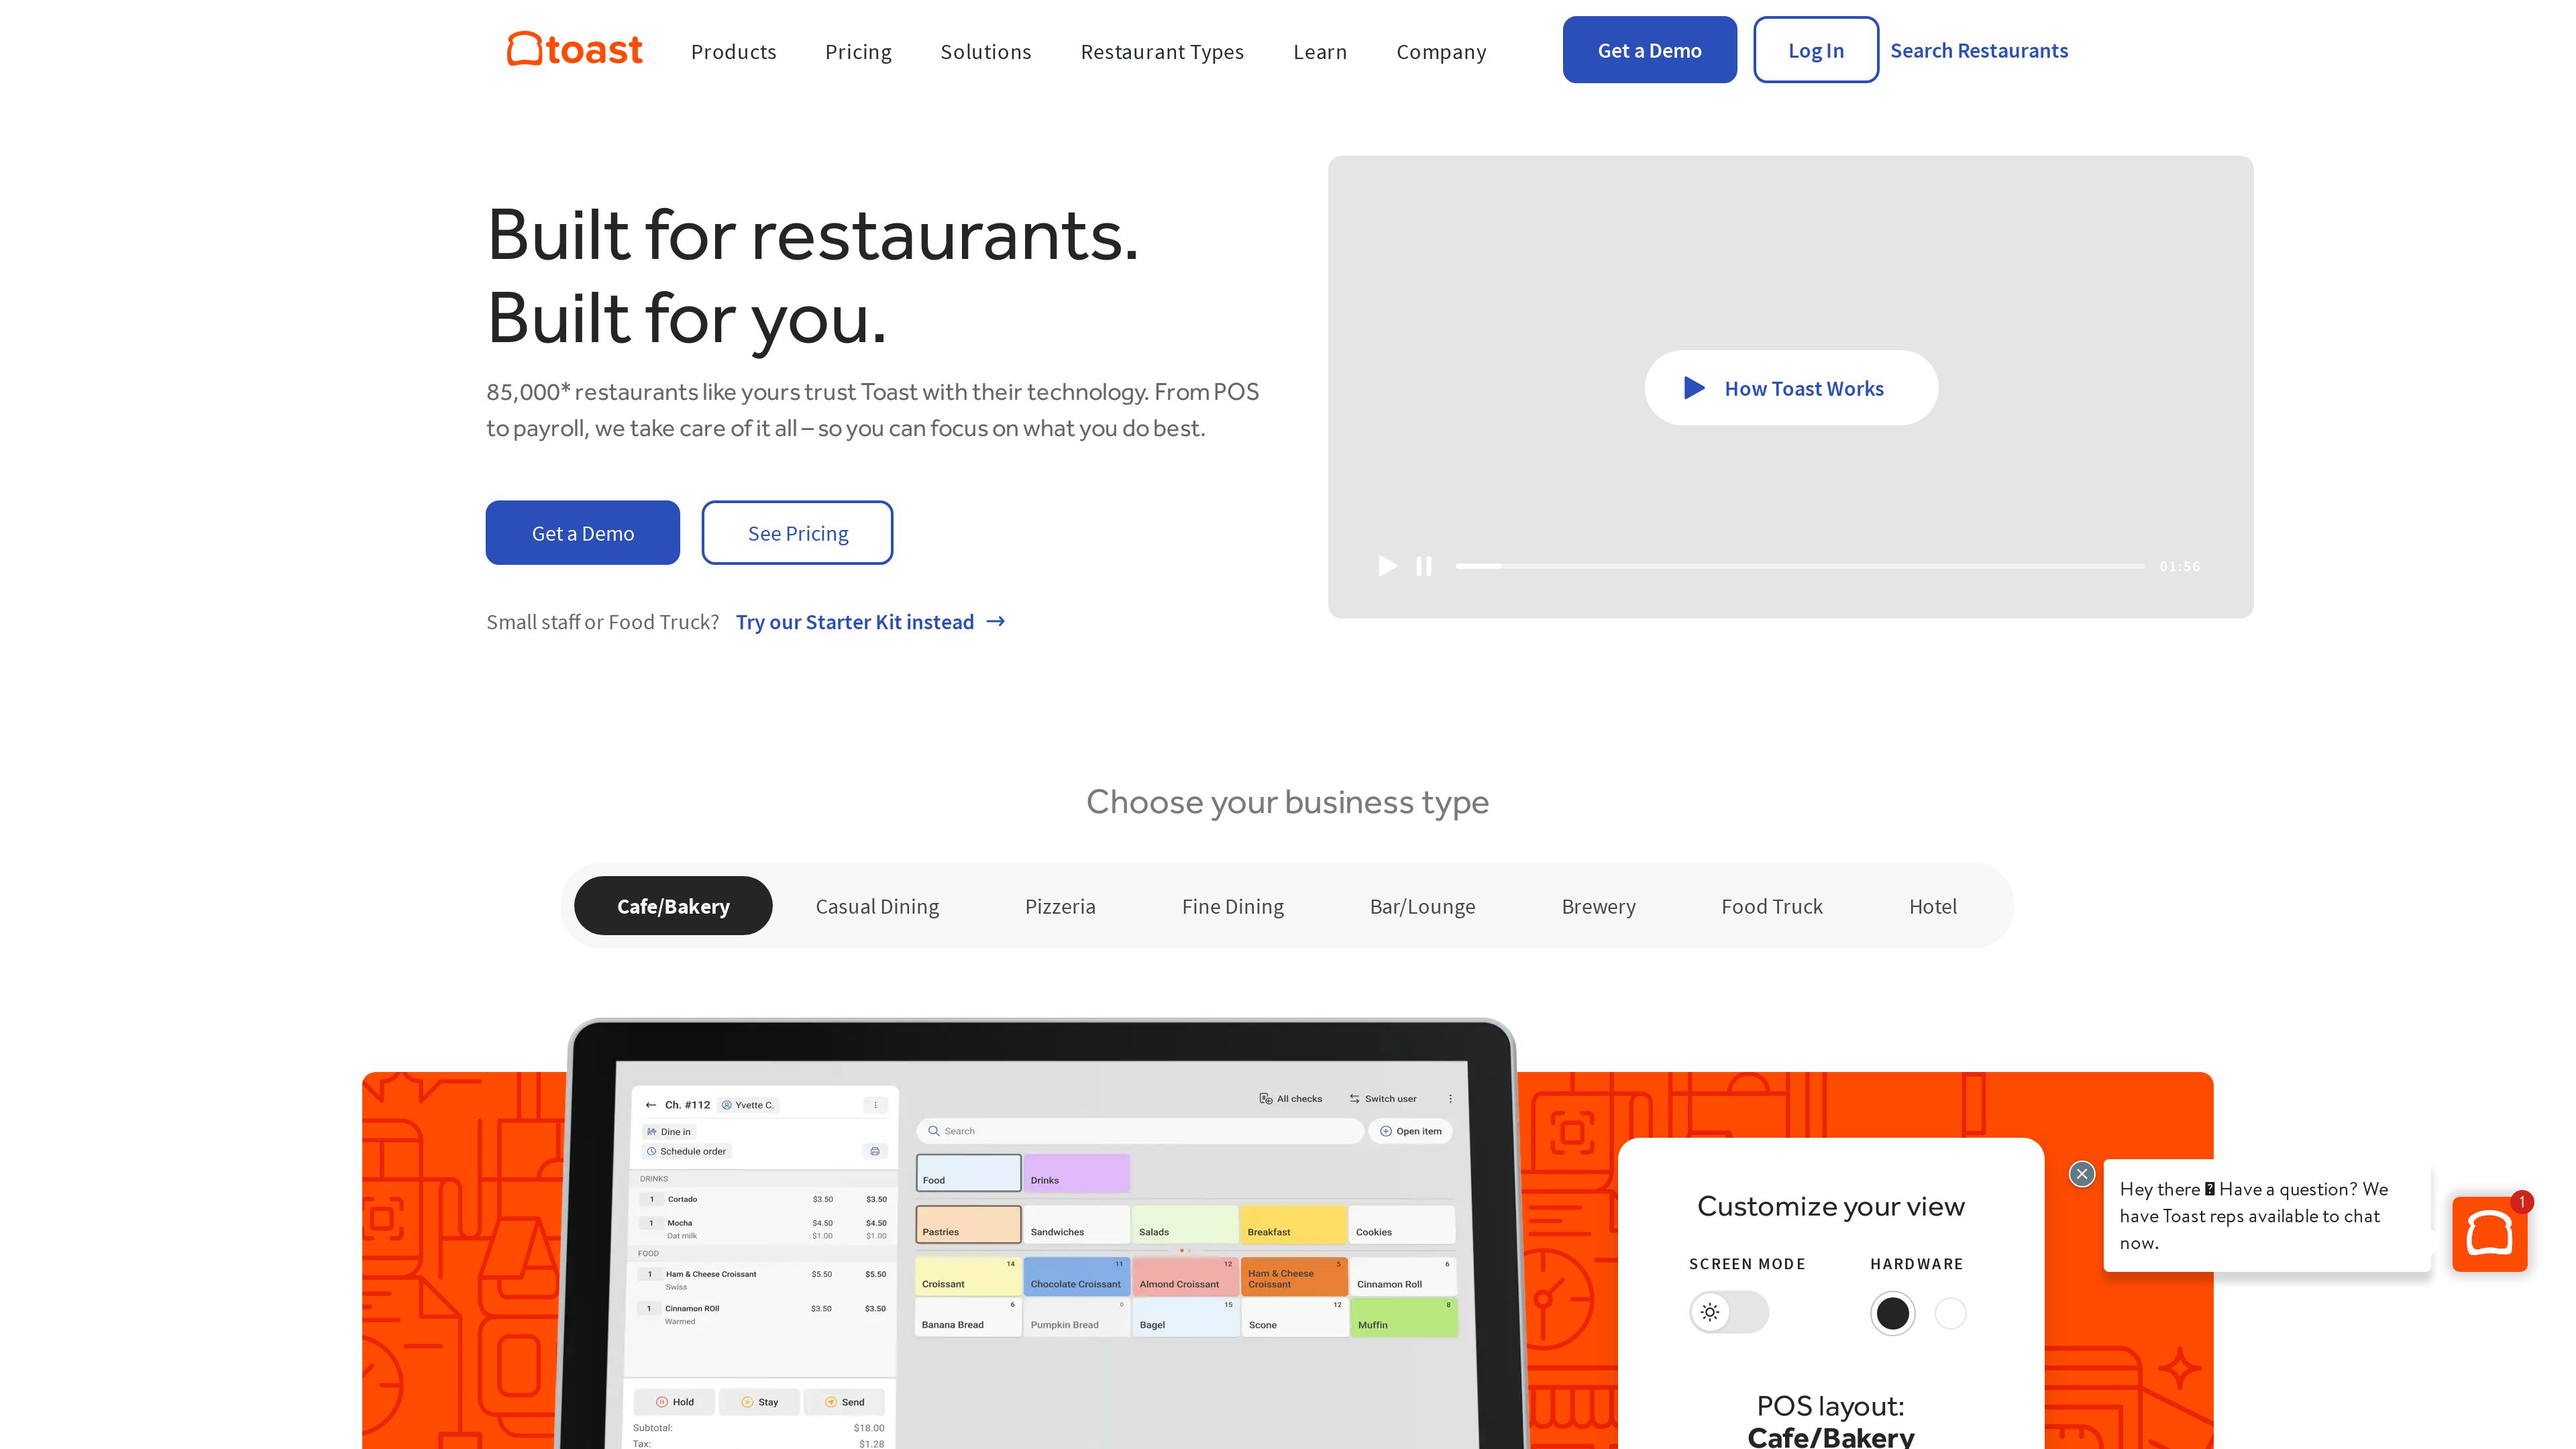 toast
Products
Pricing
Solutions
Restaurant Types
Learn
Company
Get a Demo
Log In
Search Restaurants
Built for restaurants.
Built for you.
85,000* restaurants like yours trust Toast with their technology. From POS
to payroll, we take care of it all – so you can focus on what you do best.
Get a Demo
See Pricing
Small staff or Food Truck? Try our Starter Kit instead →
How Toast Works
01:56
Choose your business type
Cafe/Bakery
Casual Dining
Pizzeria
Fine Dining
Bar/Lounge
Brewery
Food Truck
Hotel
Ch. #112
Yvette C.
Dine in
Schedule order
DRINKS
1 Cortado $3.50 $3.50
1 Mocha $4.50 $4.50
Oat milk $1.00 $1.00
FOOD
1 Ham & Cheese Croissant $5.50 $5.50
Swiss
1 Cinnamon ROll $3.50 $3.50
Warmed
Hold
Stay
Send
Subtotal: $18.00
Tax: $1.28
All checks
Switch user
Search
Open item
Food
Drinks
Pastries
Sandwiches
Salads
Breakfast
Cookies
14
Croissant
11
Chocolate Croissant
12
Almond Croissant
5
Ham & Cheese
Croissant
6
Cinnamon Roll
6
Banana Bread
0
Pumpkin Bread
15
Bagel
12
Scone
8
Muffin
Customize your view
SCREEN MODE
HARDWARE
POS layout:
Cafe/Bakery
Hey there Have a question? We
have Toast reps available to chat
now.
1